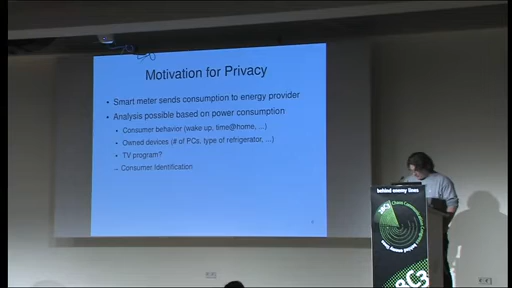 Motivation for Privacy
• Smart meter sends consumption to energy provider
• Analysis possible based on power consumption
• Consumer behavior (wake up, time@home, ...)
• Owned devices (# of PCs, type of refrigerator, ...)
• TV program?
– Consumer Identification
behind enemy lines